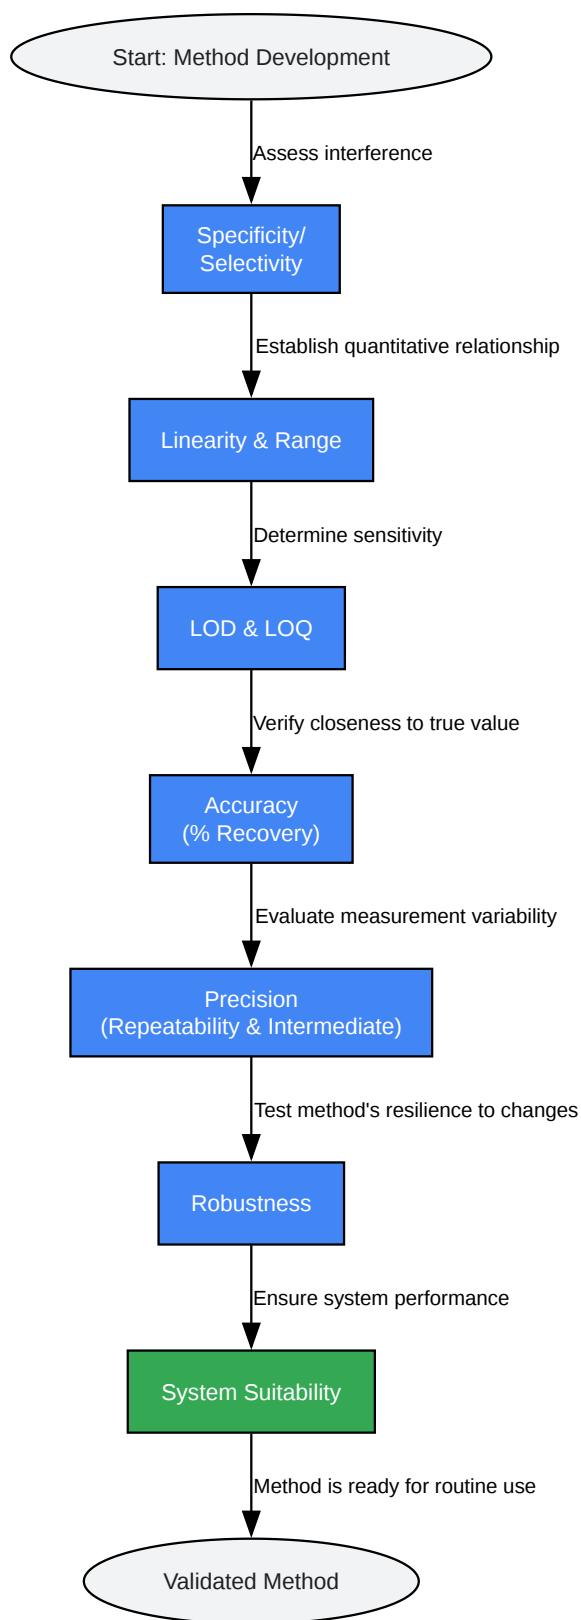 Start: Method Development
Assess interference
Specificity/
Selectivity
Establish quantitative relationship
Linearity & Range
Determine sensitivity
LOD & LOQ
Verify closeness to true value
Accuracy
(% Recovery)
Evaluate measurement variability
Precision
(Repeatability & Intermediate)
Test method's resilience to changes
Robustness
Ensure system performance
System Suitability
Method is ready for routine use
Validated Method